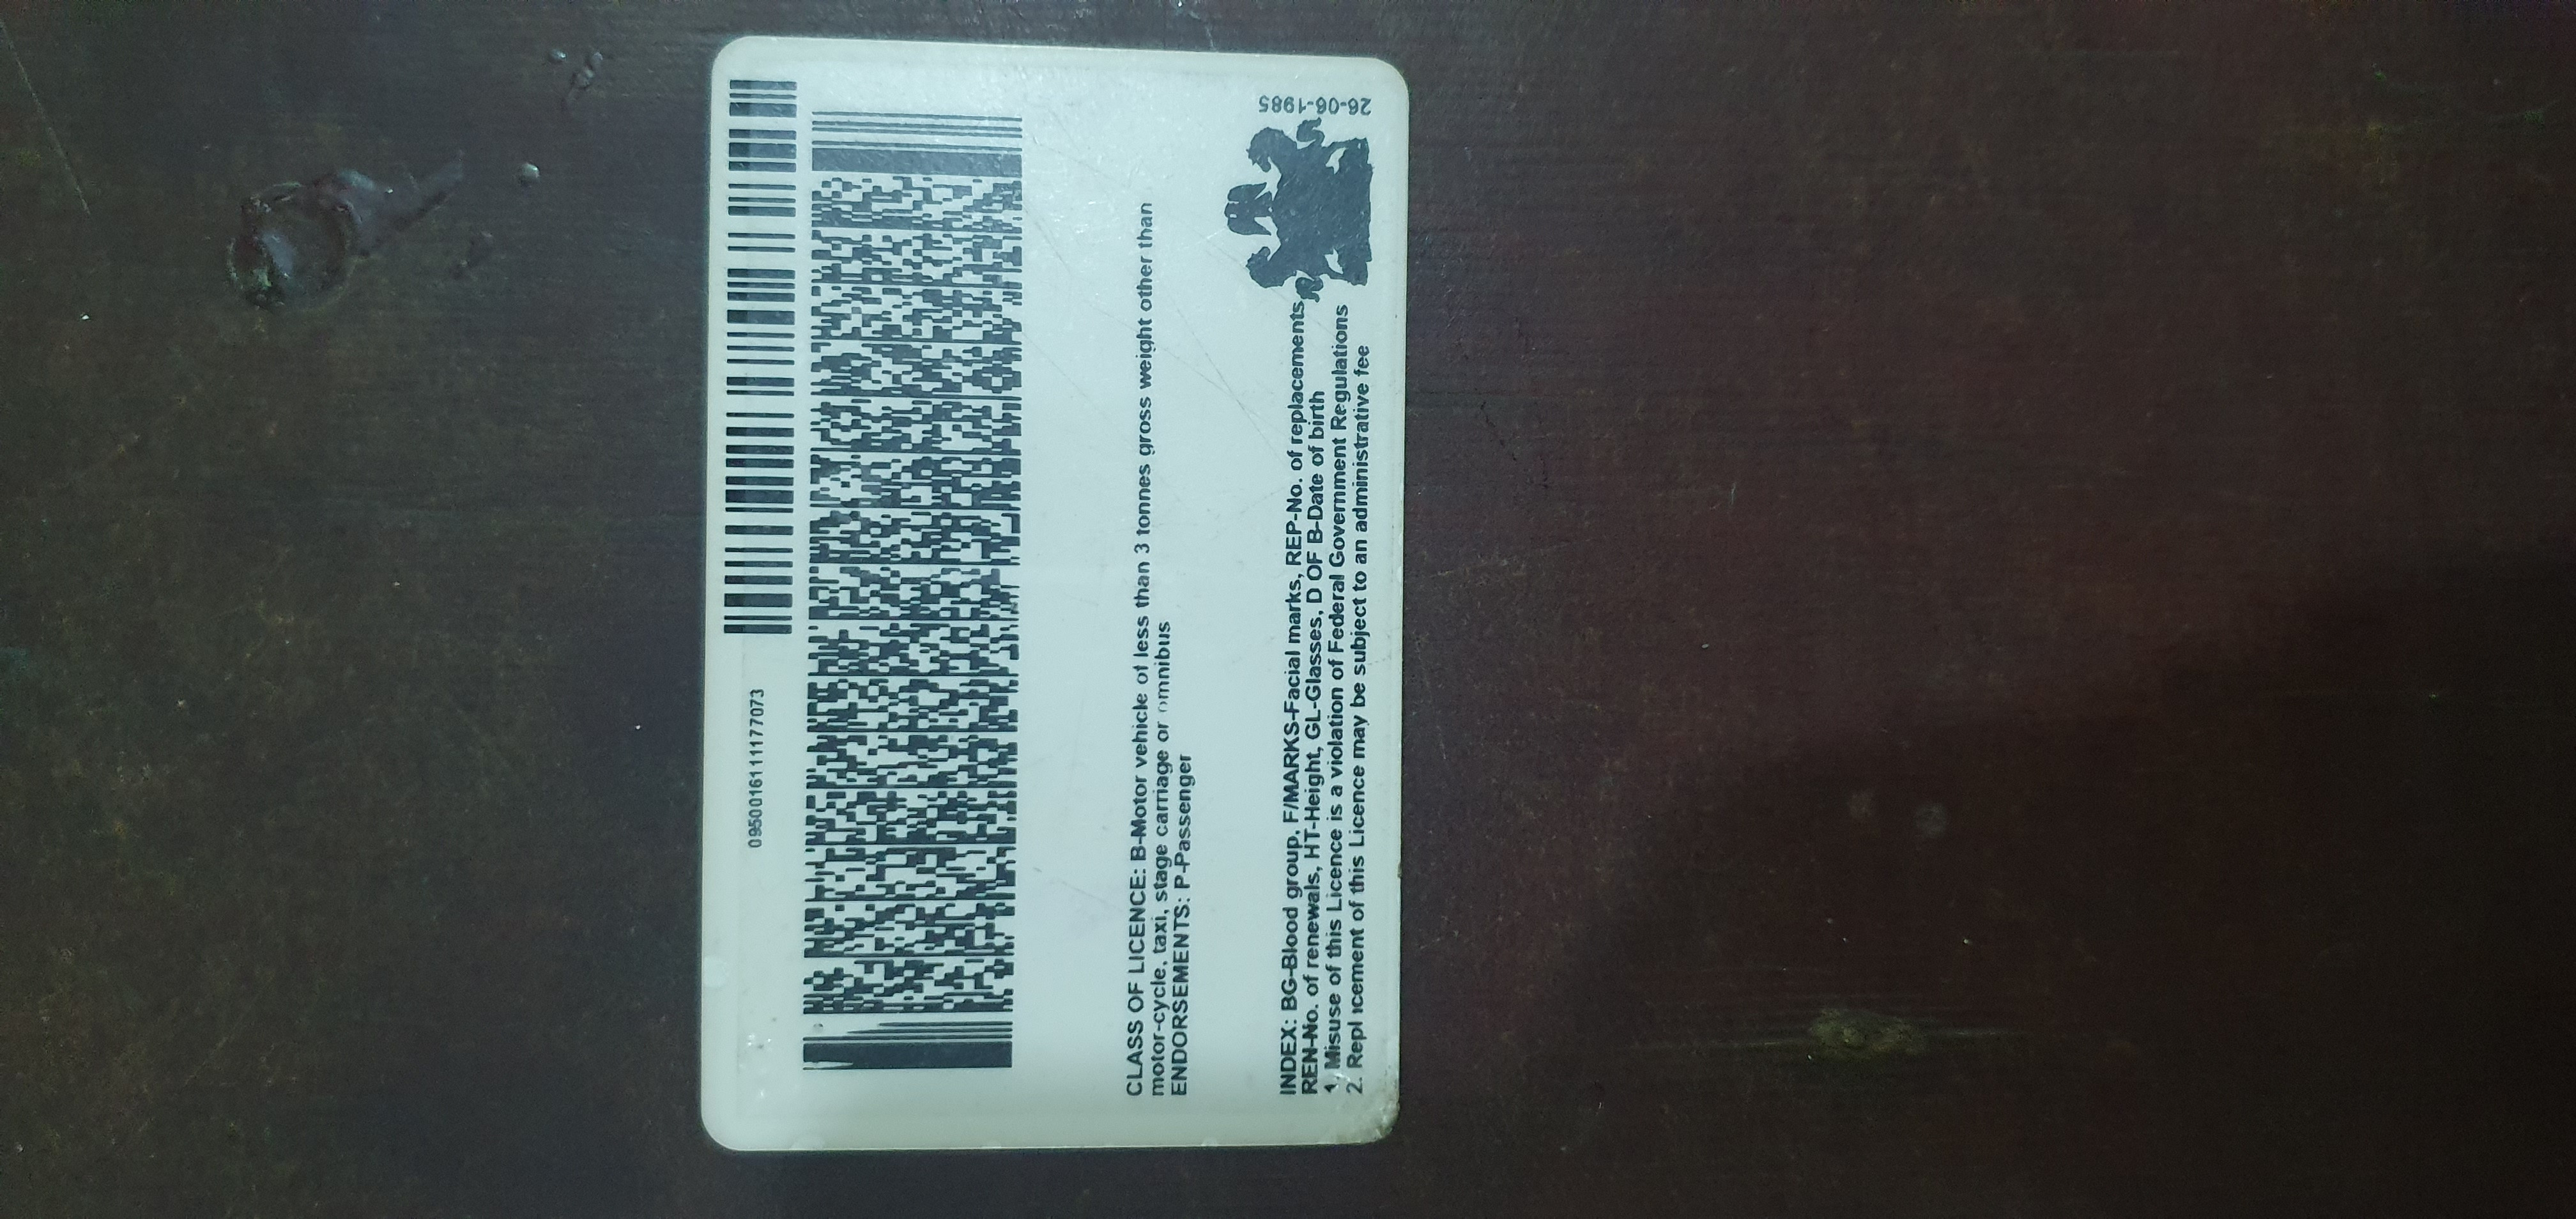 0950016111177073
CLASS OF LICENCE: B-Motor vehicle of less than 3 tonnes gross weight other than
motor-cycle, taxi, stage carriage or omnibus
ENDORSEMENTS: P-Passenger
26-06-1985
INDEX: BG-Blood group, F/MARKS-Facial marks, REP-No. of replacements
REN-No. of renewals, HT-Height, GL-Glasses, D OF B-Date of birth
1. Misuse of this Licence is a violation of Federal Government Regulations
2. Repl icement of this Licence may be subject to an administrative fee